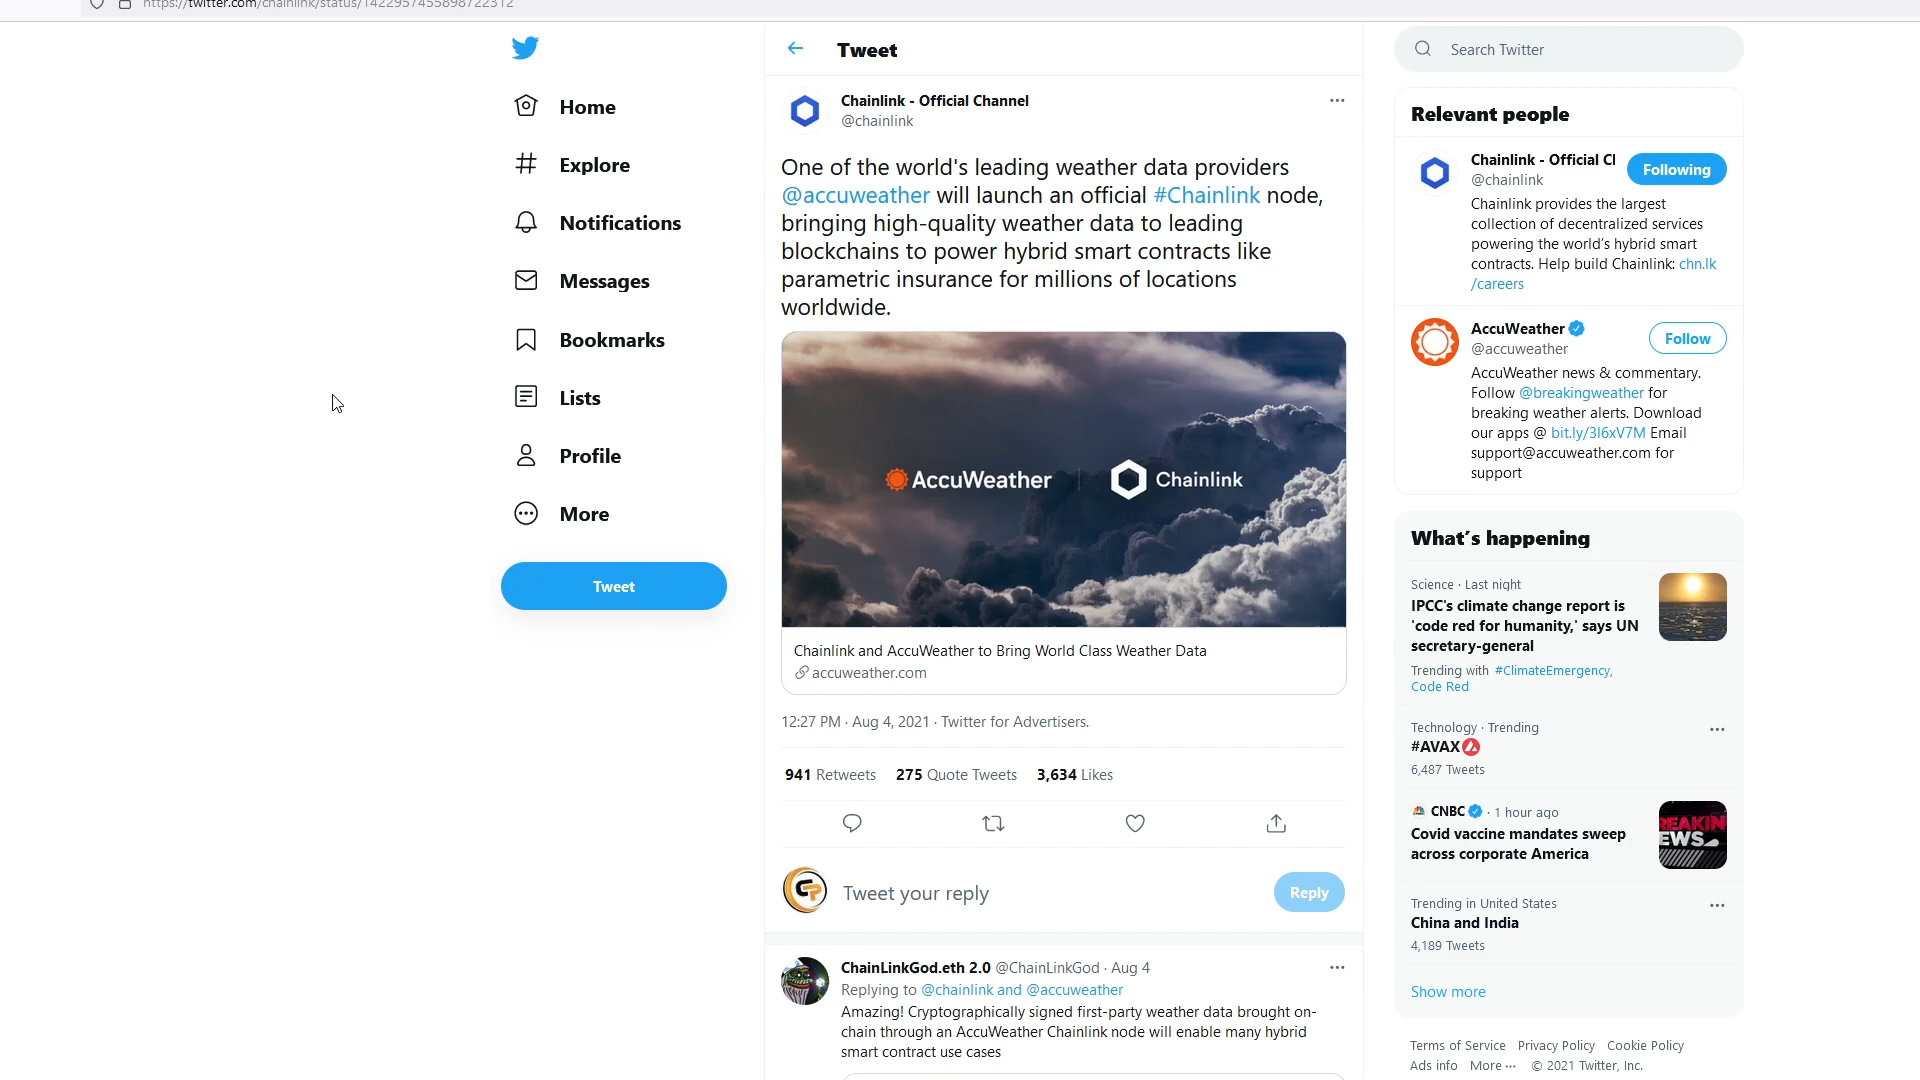 https://twitter.com/chainlink/status/1422957455898722312
Home
Explore
Notifications
Messages
Bookmarks
Lists
Profile
More
Tweet
Tweet
Chainlink - Official Channel
@chainlink
One of the world's leading weather data providers
@accuweather will launch an official #Chainlink node,
bringing high-quality weather data to leading
blockchains to power hybrid smart contracts like
parametric insurance for millions of locations
worldwide.
AccuWeather
Chainlink
Chainlink and AccuWeather to Bring World Class Weather Data
accuweather.com
12:27 PM · Aug 4, 2021 · Twitter for Advertisers.
941 Retweets 275 Quote Tweets 3,634 Likes
Tweet your reply
Reply
ChainLinkGod.eth 2.0 @ChainLinkGod · Aug 4
Replying to @chainlink and @accuweather
Amazing! Cryptographically signed first-party weather data brought on-
chain through an AccuWeather Chainlink node will enable many hybrid
smart contract use cases
Search Twitter
Relevant people
Chainlink - Official Cl
Following
@chainlink
Chainlink provides the largest
collection of decentralized services
powering the world's hybrid smart
contracts. Help build Chainlink: chn.lk
/careers
AccuWeather
Follow
@accuweather
AccuWeather news & commentary.
Follow @breakingweather for
breaking weather alerts. Download
our apps @ bit.ly/3I6xV7M Email
support@accuweather.com for
support
What's happening
Science · Last night
IPCC's climate change report is
'code red for humanity,' says UN
secretary-general
Trending with #ClimateEmergency,
Code Red
Technology · Trending
#AVAX
6,487 Tweets
CNBC · 1 hour ago
Covid vaccine mandates sweep
across corporate America
REAKIN
EWS
Trending in United States
China and India
4,189 Tweets
Show more
Terms of Service Privacy Policy Cookie Policy
Ads info More ··· © 2021 Twitter, Inc.